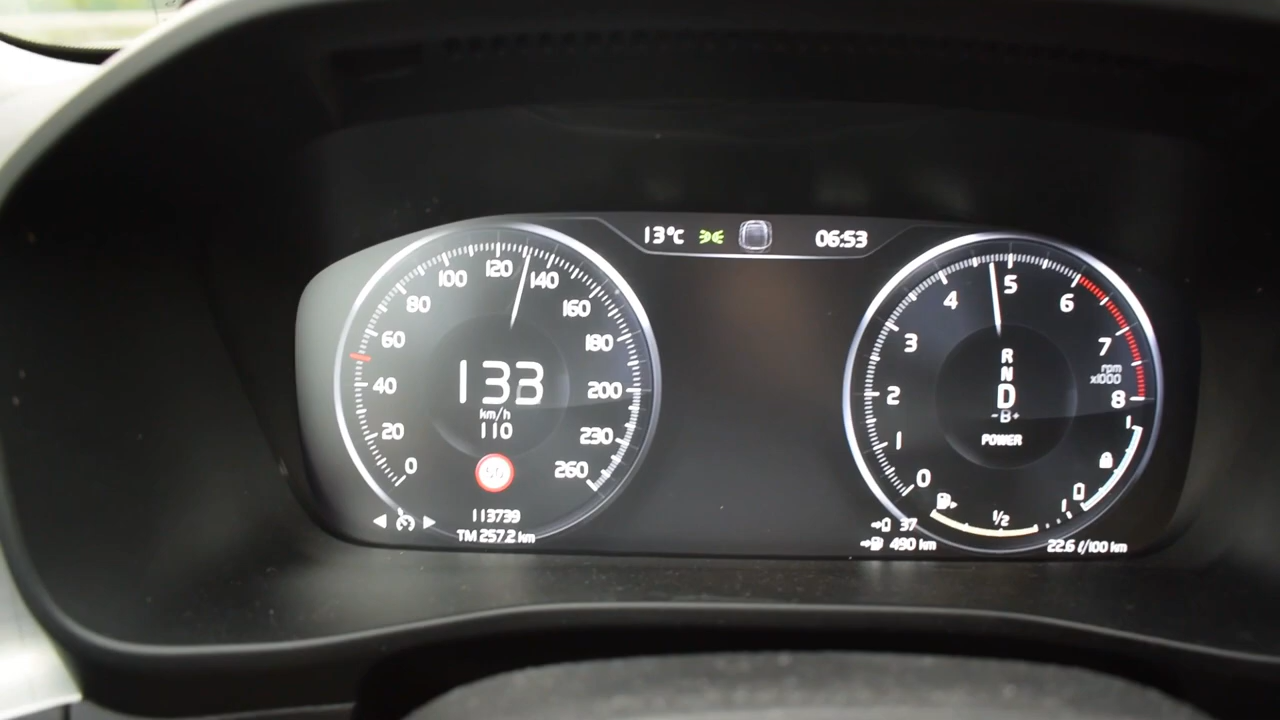 13°C 06:53
0 20 40 60 80 100 120 140 160 180 200 230 260
133
km/h
110
113739
TM 257.2 km
0 1 2 3 4 5 6 7 8
rpm
x1000
R
N
D
-B+
POWER
1
0
1 1/2
37
490 km
22.6 ℓ/100 km